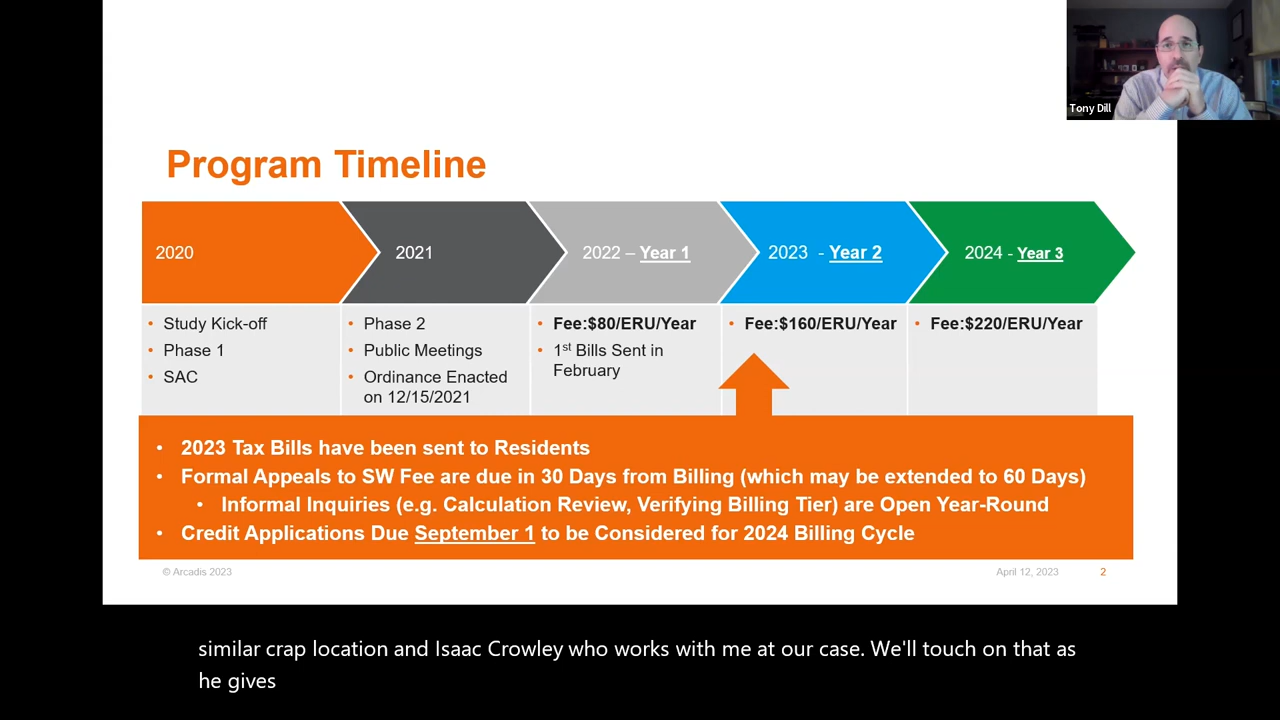 Tony Dill
Program Timeline
2020
2021
2022 – Year 1
2023 - Year 2
2024 - Year 3
• Study Kick-off
• Phase 1
• SAC
• Phase 2
• Public Meetings
• Ordinance Enacted
on 12/15/2021
• Fee:$80/ERU/Year
• 1st Bills Sent in
February
• Fee:$160/ERU/Year
• Fee:$220/ERU/Year
• 2023 Tax Bills have been sent to Residents
• Formal Appeals to SW Fee are due in 30 Days from Billing (which may be extended to 60 Days)
• Informal Inquiries (e.g. Calculation Review, Verifying Billing Tier) are Open Year-Round
• Credit Applications Due September 1 to be Considered for 2024 Billing Cycle
© Arcadis 2023
April 12, 2023
2
similar crap location and Isaac Crowley who works with me at our case. We'll touch on that as
he gives